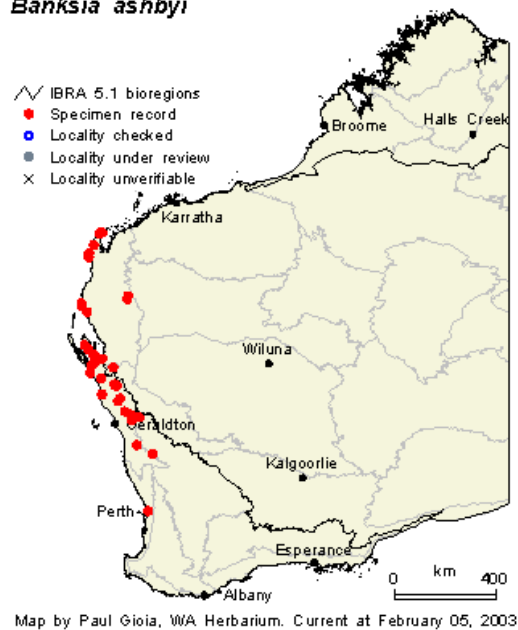 Banksia ashbyi
IBRA 5.1 bioregions
Specimen record
Locality checked
Locality under review
Locality unverifiable
Broome
Halls Creek
Karratha
Wiluna
Geraldton
Kalgoorlie
Perth
Esperance
Albany
km
0 400
Map by Paul Gioia, WA Herbarium. Current at February 05, 2003